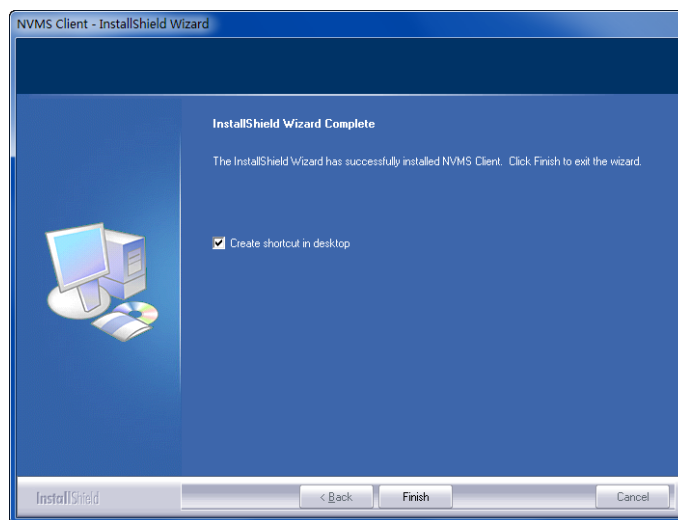 NVMS Client - InstallShield Wizard
InstallShield Wizard Complete
The InstallShield Wizard has successfully installed NVMS Client. Click Finish to exit the wizard.
Create shortcut in desktop
InstallShield
< Back
Finish
Cancel